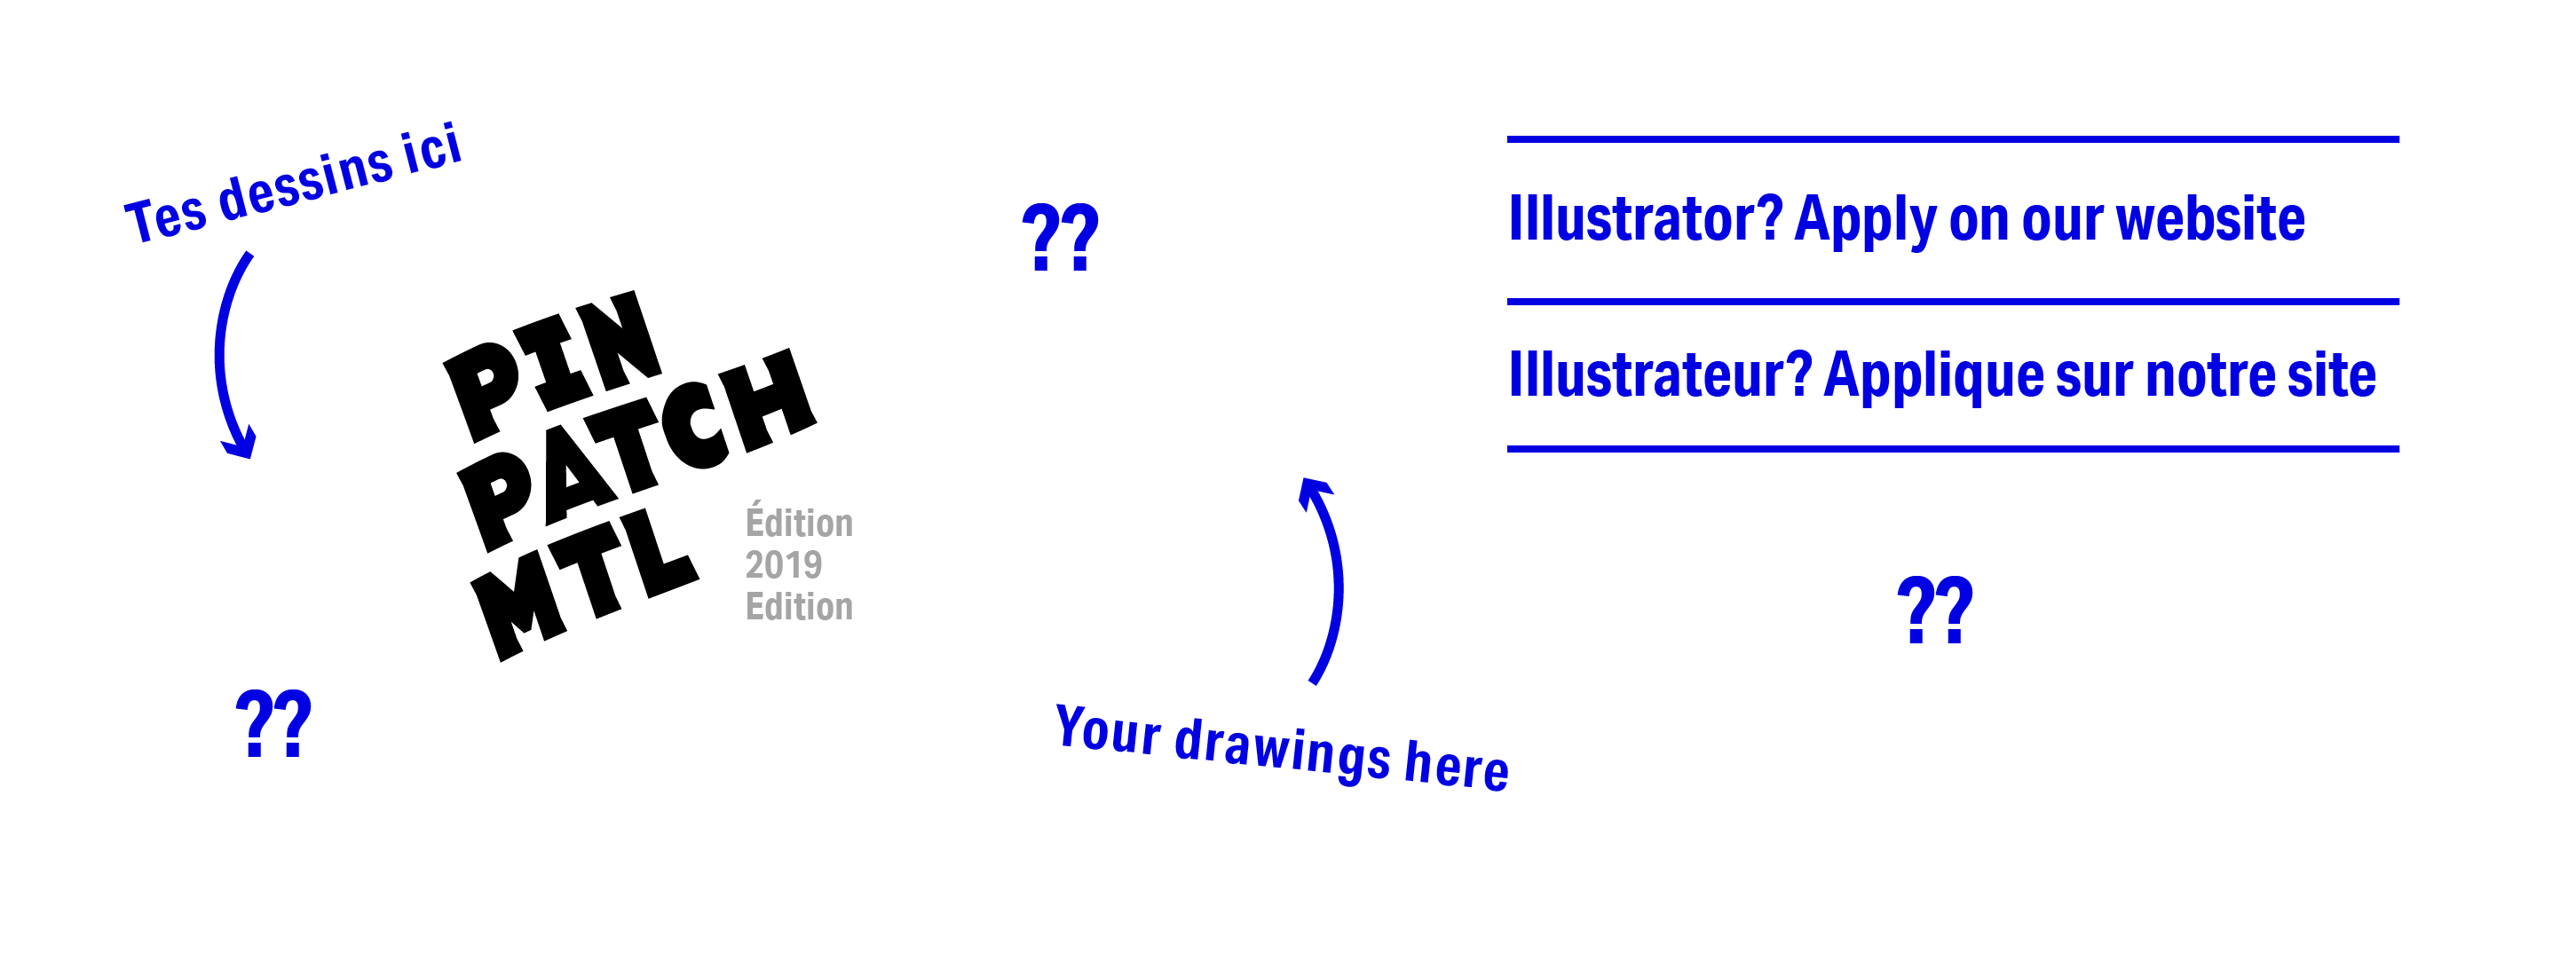 Tes dessins ici
PIN
PATCH
MTL
Édition
2019
Edition
??
??
Your drawings here
Illustrator? Apply on our website
Illustrateur? Applique sur notre site
??